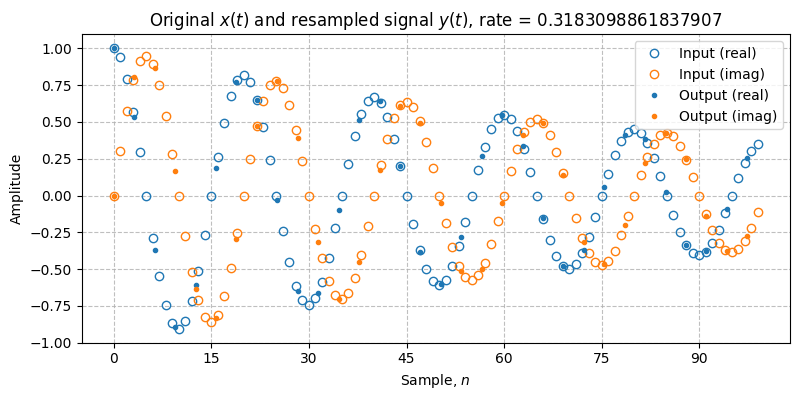 Original x(t) and resampled signal y(t), rate = 0.3183098861837907
1.00
0.75
0.50
0.25
0.00
−0.25
−0.50
−0.75
−1.00
Amplitude
Input (real)
Input (imag)
Output (real)
Output (imag)
0 15 30 45 60 75 90
Sample, n